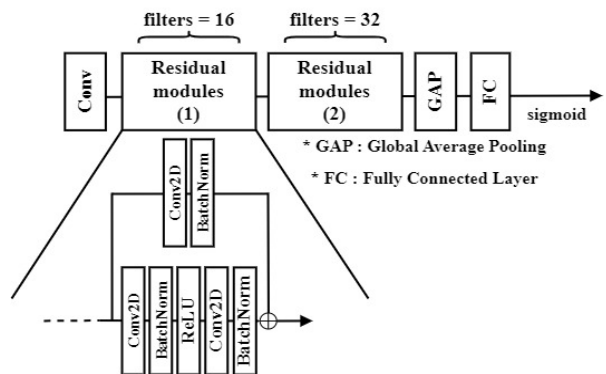 filters = 16
filters = 32
Conv
Residual
modules
(1)
Residual
modules
(2)
GAP
FC
sigmoid
* GAP : Global Average Pooling
* FC : Fully Connected Layer
Conv2D
BatchNorm
Conv2D
BatchNorm
ReLU
Conv2D
BatchNorm